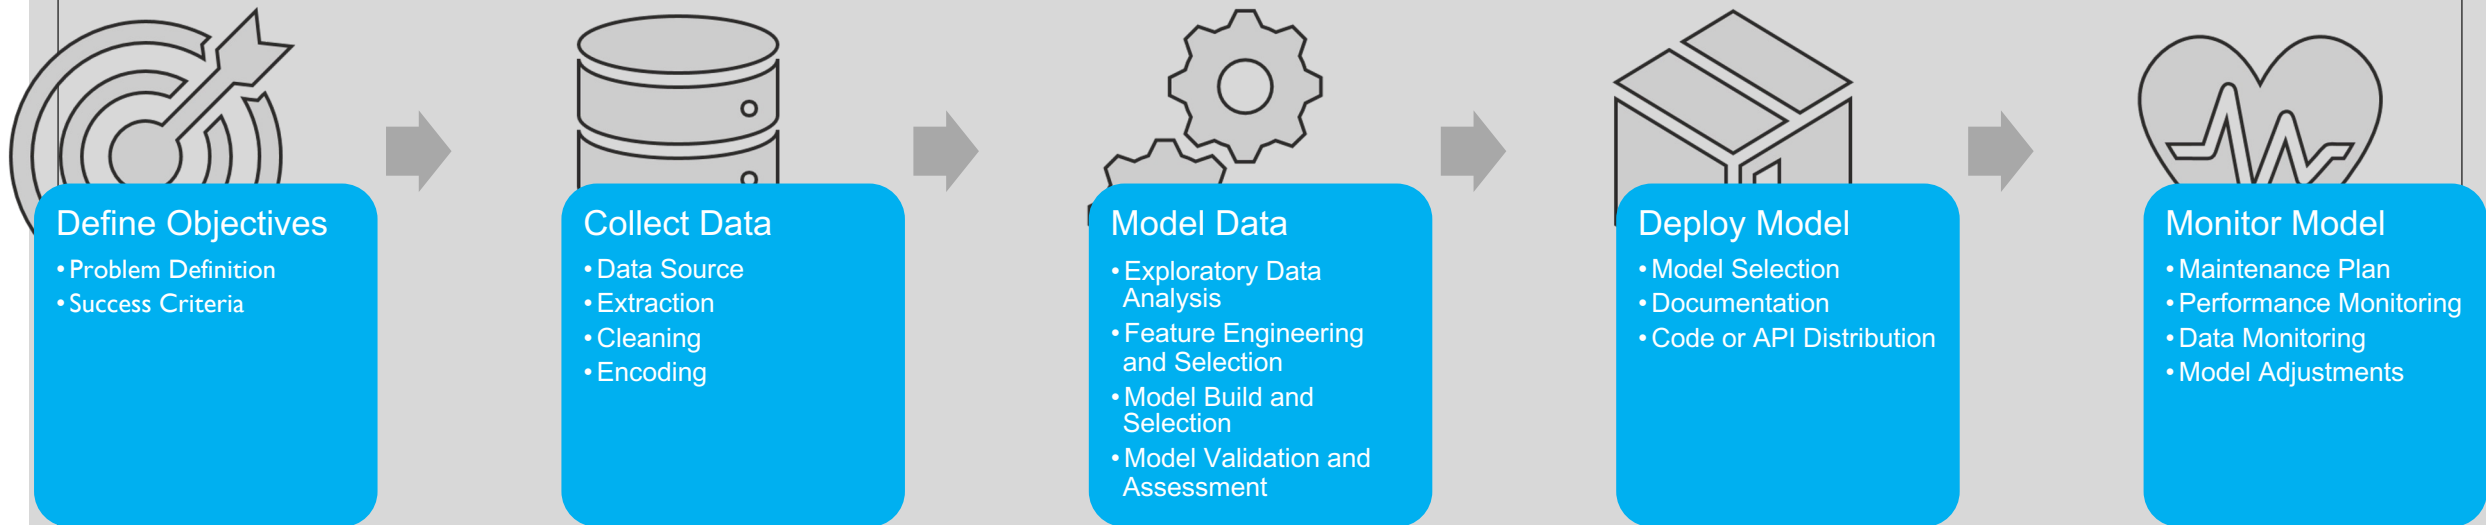 Define Objectives
• Problem Definition
• Success Criteria
Collect Data
• Data Source
• Extraction
• Cleaning
• Encoding
Model Data
• Exploratory Data
Analysis
• Feature Engineering
and Selection
• Model Build and
Selection
• Model Validation and
Assessment
Deploy Model
• Model Selection
• Documentation
• Code or API Distribution
Monitor Model
• Maintenance Plan
• Performance Monitoring
• Data Monitoring
• Model Adjustments